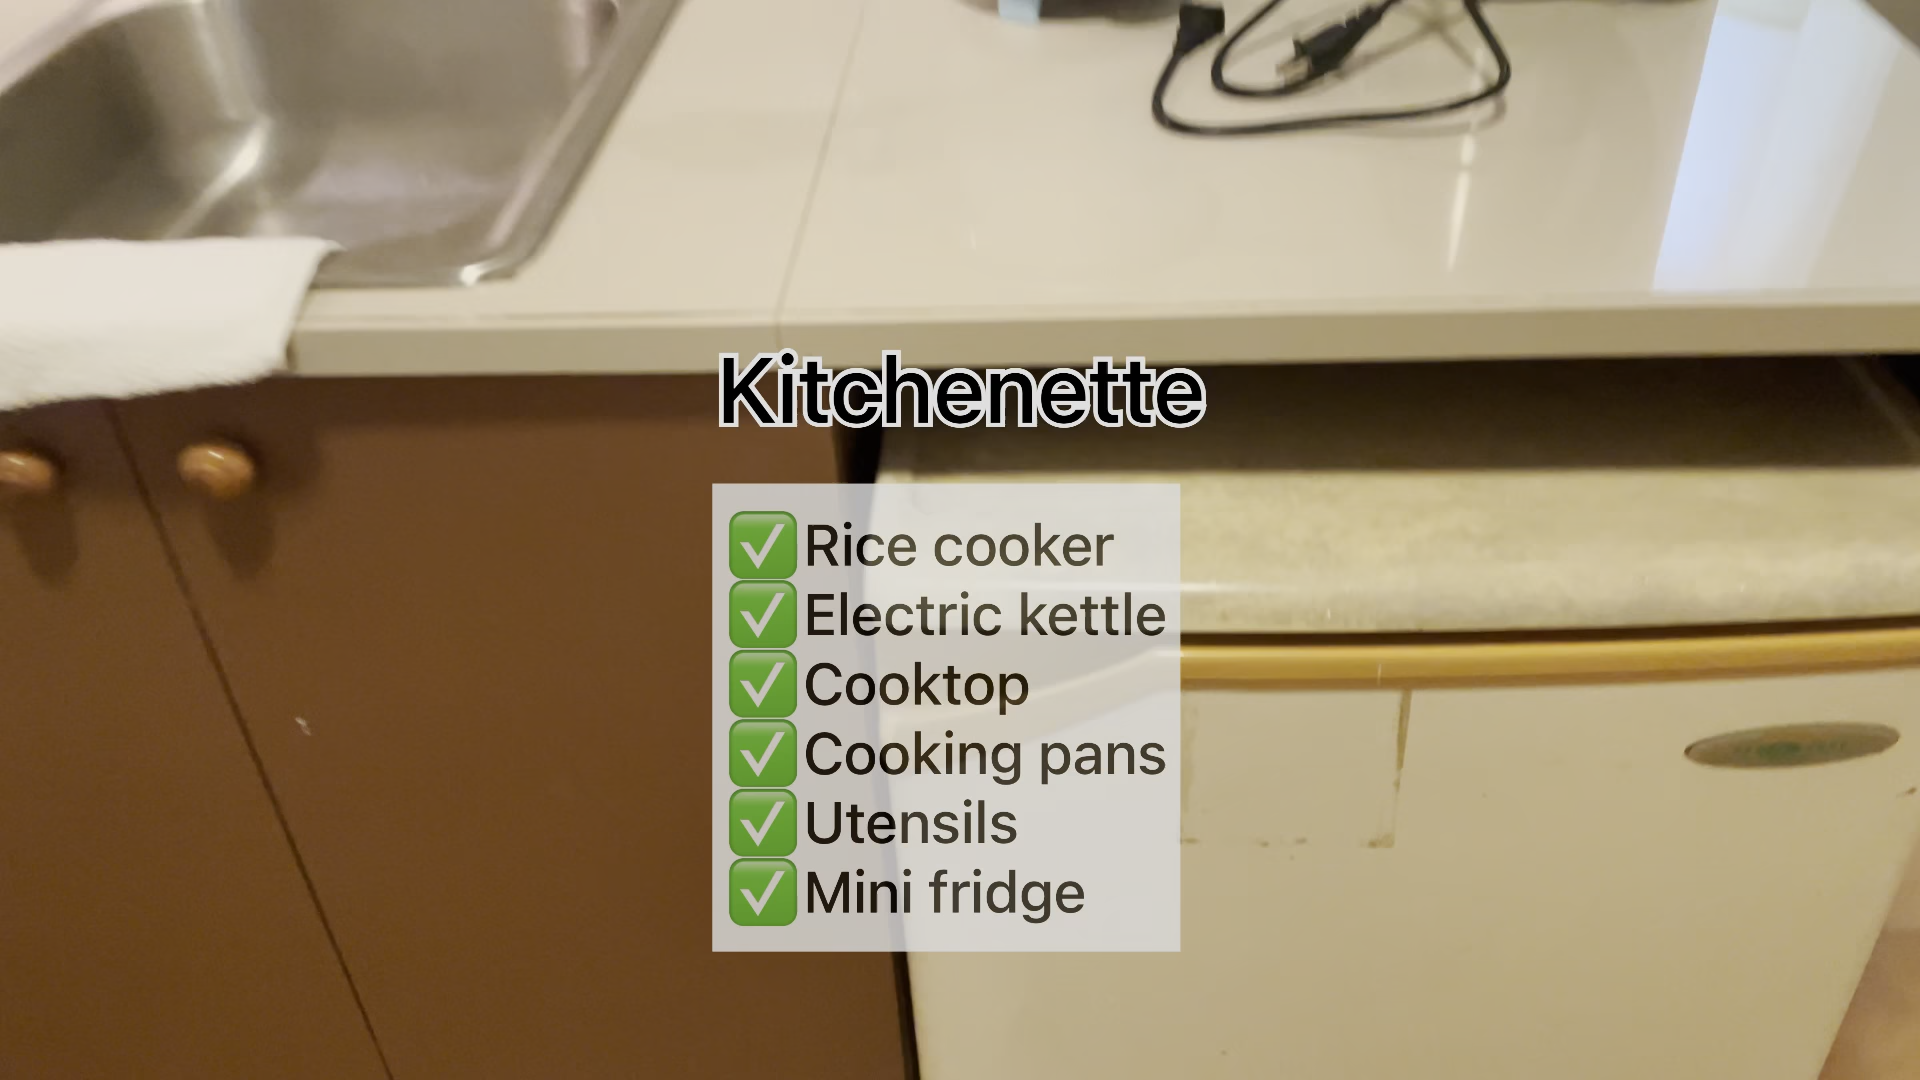 Kitchenette
✅Rice cooker
✅Electric kettle
✅Cooktop
✅Cooking pans
✅Utensils
✅Mini fridge